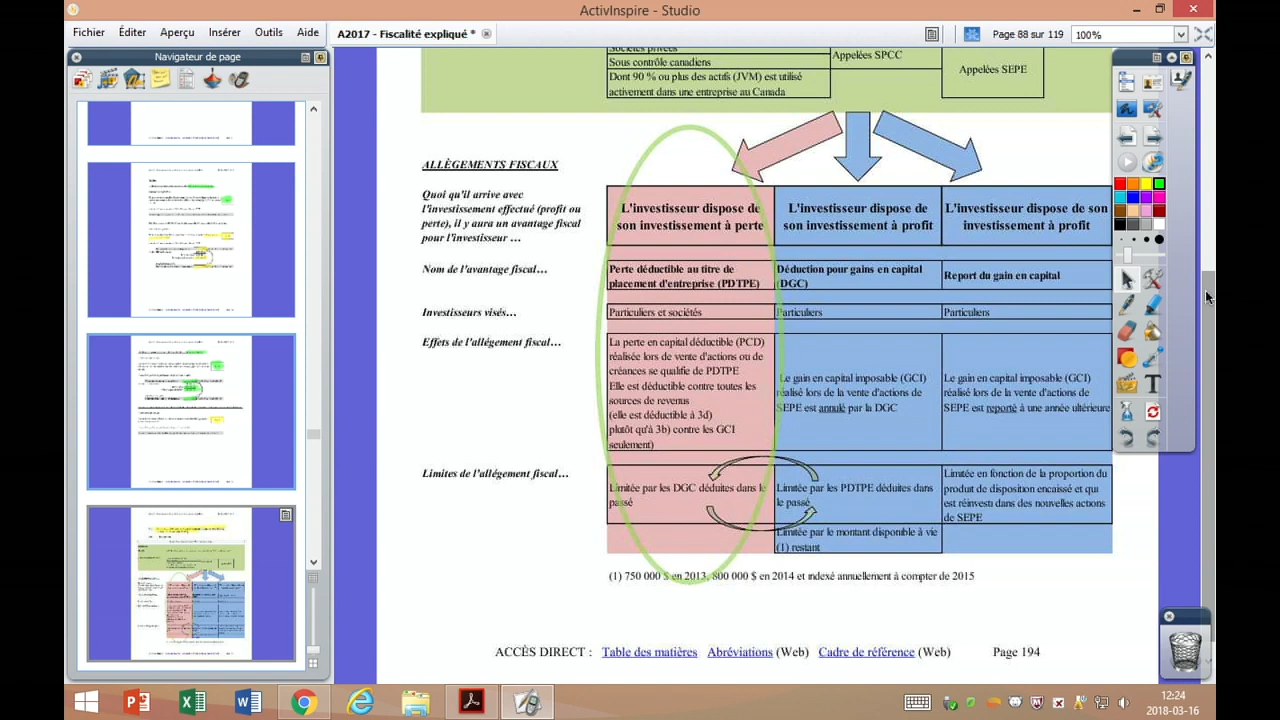 ActivInspire - Studio
Fichier Éditer Aperçu Insérer Outils Aide
A2017 - Fiscalité expliqué *
Page 88 sur 119
100%
Navigateur de page
Sociétés privées
Sous contrôle canadiens
Dont 90 % ou plus des actifs (JVM) est utilisé
activement dans une entreprise au Canada
Appelées SPCC
Appelées SEPE
ALLÈGEMENTS FISCAUX
Quoi qu'il arrive avec
l'investissement effectué (profit ou
perte), il y aura un avantage fiscal
pour l'investisseur …
L'investisseur dispose de
son investissement à perte
L'investisseur dispose de
son investissement à profit
L'investisseur dispose de son
investissement à profit
Nom de l'avantage fiscal…
Perte déductible au titre de
placement d'entreprise (PDTPE)
Déduction pour gains en capital
(DGC)
Report du gain en capital
Investisseurs visés…
Particuliers et sociétés
Particuliers
Particuliers
Effets de l'allégement fiscal…
La perte en capital déductible (PCD)
réalisée lors de vente d'actions ou de
créances se qualifie de PDTPE
et est déductible contre toutes les
sources de revenus
(elle est déductible à 3d)
plutôt qu'à 3b) contre les GCI
seulement)
Le gain en capital imposable (GCI)
réalisé lors de la vente d'actions de
SEPE est annulé par la DGC
Le gain en capital imposable (GCI)
réalisé lors de la vente d'actions de
SEPE est reporté à une année ultérieure
Limites de l'allégement fiscal…
Limitée par les DGC déduites dans le
passé
Limitée par les PDTPE déduites dans
le passé
Limitée par le montant disponible à vie
(1) restant
Limitée en fonction de la proportion du
produit de disposition encaissé et qui
est réinvesti dans des nouvelles actions
de SEPE
(1) 750 000 $ en 2013, 800 000 $ en 2014 et indexé annuellement à compter de 2015
ACCÈS DIRECT : Table des matières Abréviations (Web) Cadre de référence (Web) Page 194
12:24
2018-03-16